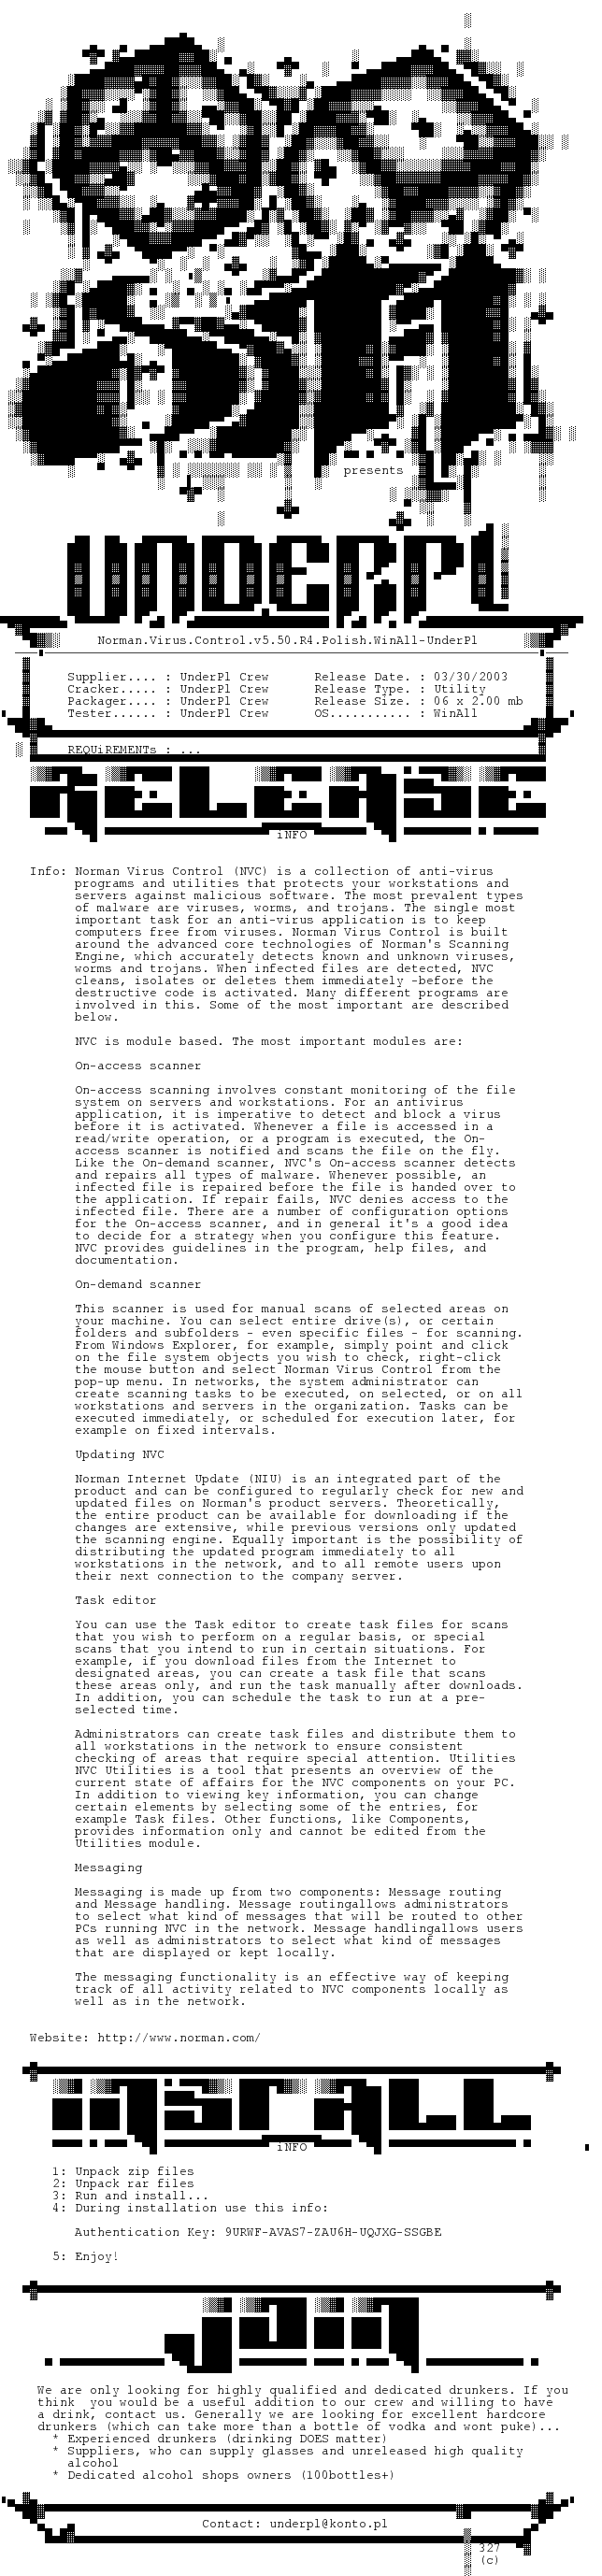 presents
Norman.Virus.Control.v5.50.R4.Polish.WinAll-UnderPl
Supplier.... : UnderPl Crew Release Date. : 03/30/2003
Cracker..... : UnderPl Crew Release Type. : Utility
Packager.... : UnderPl Crew Release Size. : 06 x 2.00 mb
Tester...... : UnderPl Crew OS........... : WinAll
REQUiREMENTs : ...
iNFO
Info: Norman Virus Control (NVC) is a collection of anti-virus
programs and utilities that protects your workstations and
servers against malicious software. The most prevalent types
of malware are viruses, worms, and trojans. The single most
important task for an anti-virus application is to keep
computers free from viruses. Norman Virus Control is built
around the advanced core technologies of Norman's Scanning
Engine, which accurately detects known and unknown viruses,
worms and trojans. When infected files are detected, NVC
cleans, isolates or deletes them immediately -before the
destructive code is activated. Many different programs are
involved in this. Some of the most important are described
below.
NVC is module based. The most important modules are:
On-access scanner
On-access scanning involves constant monitoring of the file
system on servers and workstations. For an antivirus
application, it is imperative to detect and block a virus
before it is activated. Whenever a file is accessed in a
read/write operation, or a program is executed, the On-
access scanner is notified and scans the file on the fly.
Like the On-demand scanner, NVC's On-access scanner detects
and repairs all types of malware. Whenever possible, an
infected file is repaired before the file is handed over to
the application. If repair fails, NVC denies access to the
infected file. There are a number of configuration options
for the On-access scanner, and in general it's a good idea
to decide for a strategy when you configure this feature.
NVC provides guidelines in the program, help files, and
documentation.
On-demand scanner
This scanner is used for manual scans of selected areas on
your machine. You can select entire drive(s), or certain
folders and subfolders - even specific files - for scanning.
From Windows Explorer, for example, simply point and click
on the file system objects you wish to check, right-click
the mouse button and select Norman Virus Control from the
pop-up menu. In networks, the system administrator can
create scanning tasks to be executed, on selected, or on all
workstations and servers in the organization. Tasks can be
executed immediately, or scheduled for execution later, for
example on fixed intervals.
Updating NVC
Norman Internet Update (NIU) is an integrated part of the
product and can be configured to regularly check for new and
updated files on Norman's product servers. Theoretically,
the entire product can be available for downloading if the
changes are extensive, while previous versions only updated
the scanning engine. Equally important is the possibility of
distributing the updated program immediately to all
workstations in the network, and to all remote users upon
their next connection to the company server.
Task editor
You can use the Task editor to create task files for scans
that you wish to perform on a regular basis, or special
scans that you intend to run in certain situations. For
example, if you download files from the Internet to
designated areas, you can create a task file that scans
these areas only, and run the task manually after downloads.
In addition, you can schedule the task to run at a pre-
selected time.
Administrators can create task files and distribute them to
all workstations in the network to ensure consistent
checking of areas that require special attention. Utilities
NVC Utilities is a tool that presents an overview of the
current state of affairs for the NVC components on your PC.
In addition to viewing key information, you can change
certain elements by selecting some of the entries, for
example Task files. Other functions, like Components,
provides information only and cannot be edited from the
Utilities module.
Messaging
Messaging is made up from two components: Message routing
and Message handling. Message routingallows administrators
to select what kind of messages that will be routed to other
PCs running NVC in the network. Message handlingallows users
as well as administrators to select what kind of messages
that are displayed or kept locally.
The messaging functionality is an effective way of keeping
track of all activity related to NVC components locally as
well as in the network.
Website: http://www.norman.com/
iNFO
1: Unpack zip files
2: Unpack rar files
3: Run and install...
4: During installation use this info:
Authentication Key: 9URWF-AVAS7-ZAU6H-UQJXG-SSGBE
5: Enjoy!
We are only looking for highly qualified and dedicated drunkers. If you
think you would be a useful addition to our crew and willing to have
a drink, contact us. Generally we are looking for excellent hardcore
drunkers (which can take more than a bottle of vodka and wont puke)...
* Experienced drunkers (drinking DOES matter)
* Suppliers, who can supply glasses and unreleased high quality
alcohol
* Dedicated alcohol shops owners (100bottles+)
Contact: underpl@konto.pl
327
(c)